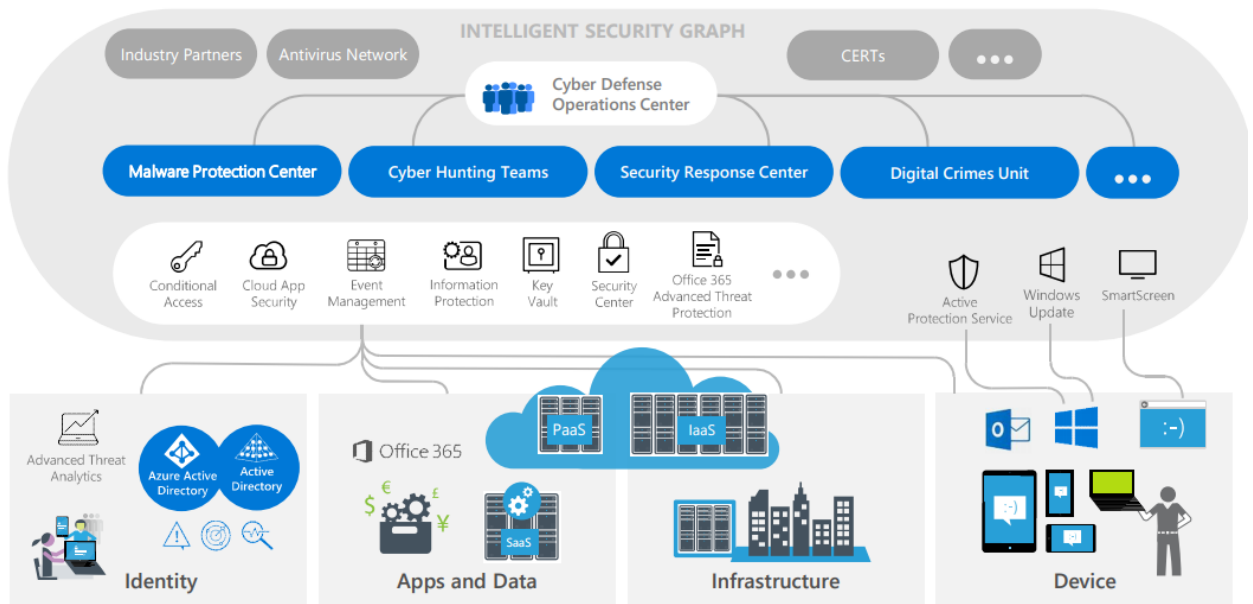 INTELLIGENT SECURITY GRAPH
Industry Partners
Antivirus Network
CERTs
Cyber Defense
Operations Center
Malware Protection Center
Cyber Hunting Teams
Security Response Center
Digital Crimes Unit
Conditional
Access
Cloud App
Security
Event
Management
Information
Protection
Key
Vault
Security
Center
Office 365
Advanced Threat
Protection
Active
Protection Service
Windows
Update
SmartScreen
Advanced Threat
Analytics
Azure Active
Directory
Active
Directory
Identity
Office 365
$ € £ ¥
SaaS
Apps and Data
PaaS
IaaS
Infrastructure
O
:-)
:-)
:-)
Device